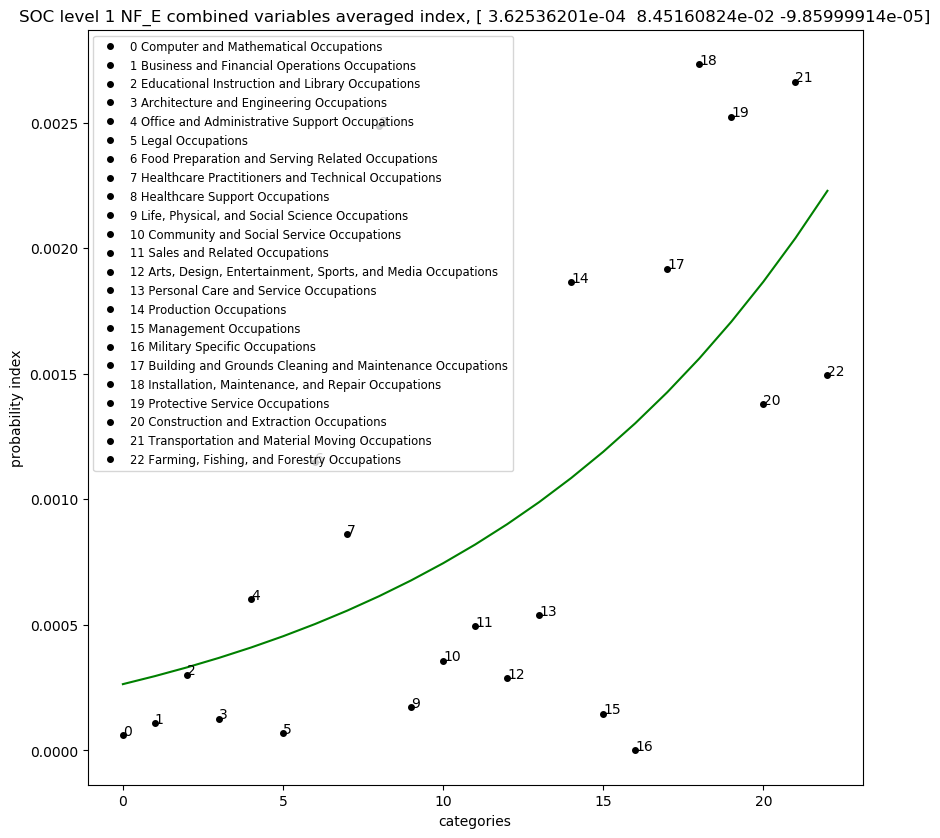 SOC level 1 NF_E combined variables averaged index, [ 3.62536201e-04  8.45160824e-02 -9.85999914e-05]
0 Computer and Mathematical Occupations
1 Business and Financial Operations Occupations
2 Educational Instruction and Library Occupations
3 Architecture and Engineering Occupations
4 Office and Administrative Support Occupations
5 Legal Occupations
6 Food Preparation and Serving Related Occupations
7 Healthcare Practitioners and Technical Occupations
8 Healthcare Support Occupations
9 Life, Physical, and Social Science Occupations
10 Community and Social Service Occupations
11 Sales and Related Occupations
12 Arts, Design, Entertainment, Sports, and Media Occupations
13 Personal Care and Service Occupations
14 Production Occupations
15 Management Occupations
16 Military Specific Occupations
17 Building and Grounds Cleaning and Maintenance Occupations
18 Installation, Maintenance, and Repair Occupations
19 Protective Service Occupations
20 Construction and Extraction Occupations
21 Transportation and Material Moving Occupations
22 Farming, Fishing, and Forestry Occupations
18
21
19
17
14
22
20
7
4
13
11
10
2
12
9
15
3
1
5
0
16
0.0025
0.0020
0.0015
0.0010
0.0005
0.0000
probability index
0
5
10
15
20
categories